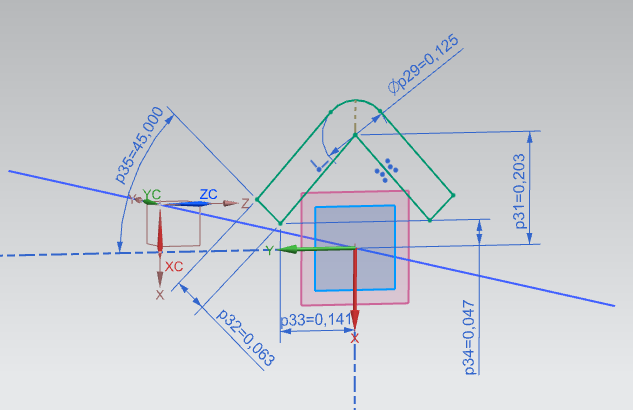 Øp29=0,125
p35=45,000
YC
ZC
X
Z
p31=0,203
Y
XC
X
p32=0,063
p33=0,141
X
p34=0,047